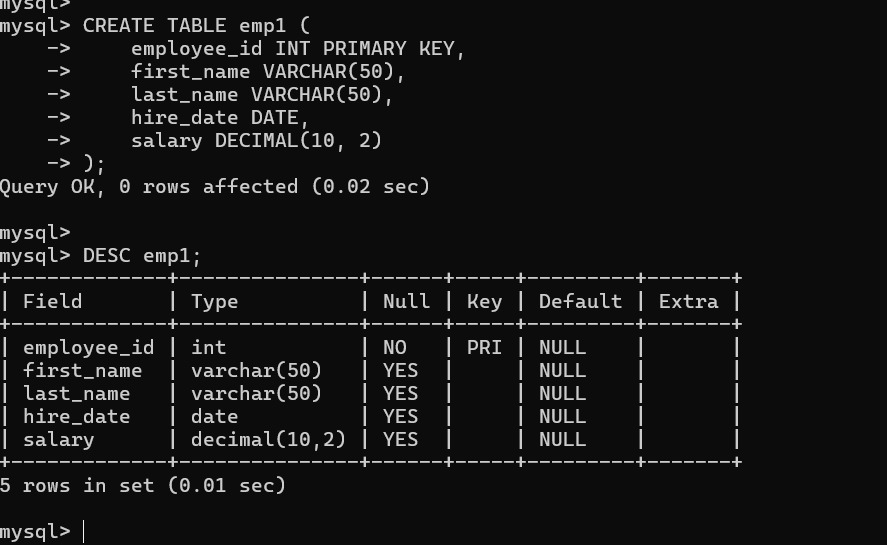 mysql>
mysql> CREATE TABLE emp1 (
    ->     employee_id INT PRIMARY KEY,
    ->     first_name VARCHAR(50),
    ->     last_name VARCHAR(50),
    ->     hire_date DATE,
    ->     salary DECIMAL(10, 2)
    -> );
Query OK, 0 rows affected (0.02 sec)

mysql>
mysql> DESC emp1;
+-------------+---------------+------+-----+---------+-------+
| Field       | Type          | Null | Key | Default | Extra |
+-------------+---------------+------+-----+---------+-------+
| employee_id | int           | NO   | PRI | NULL    |       |
| first_name  | varchar(50)   | YES  |     | NULL    |       |
| last_name   | varchar(50)   | YES  |     | NULL    |       |
| hire_date   | date          | YES  |     | NULL    |       |
| salary      | decimal(10,2) | YES  |     | NULL    |       |
+-------------+---------------+------+-----+---------+-------+
5 rows in set (0.01 sec)

mysql>